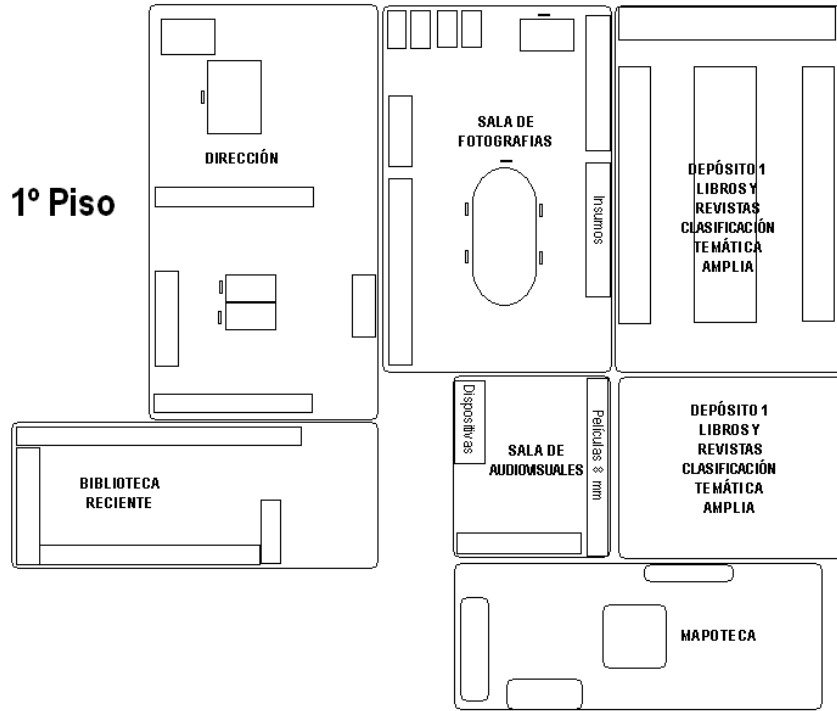 1º Piso
DIRECCIÓN
SALA DE
FOTOGRAFIAS
Insumos
DEPÓSITO 1
LIBROS Y
REVISTAS
CLASIFICACIÓN
TEMÁTICA
AMPLIA
BIBLIOTECA
RECIENTE
Dispositivas
SALA DE
AUDIOVISUALES
Películas 8 mm
DEPÓSITO 1
LIBROS Y
REVISTAS
CLASIFICACIÓN
TEMÁTICA
AMPLIA
MAPOTECA